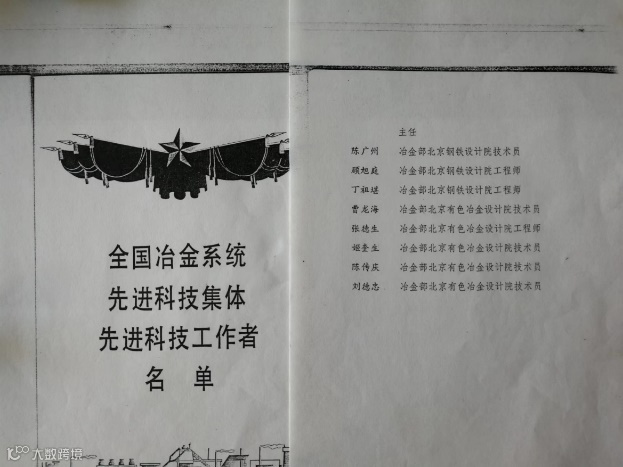 全国冶金系统
先进科技集体
先进科技工作者
名 单
主任
陈广州 冶金部北京钢铁设计院技术员
顾旭庭 冶金部北京钢铁设计院工程师
丁祖堪 冶金部北京钢铁设计院工程师
曹龙海 冶金部北京有色冶金设计院技术员
张德生 冶金部北京有色冶金设计院工程师
姬奎生 冶金部北京有色冶金设计院技术员
陈传庆 冶金部北京有色冶金设计院技术员
刘德忠 冶金部北京有色冶金设计院技术员
大数跨境